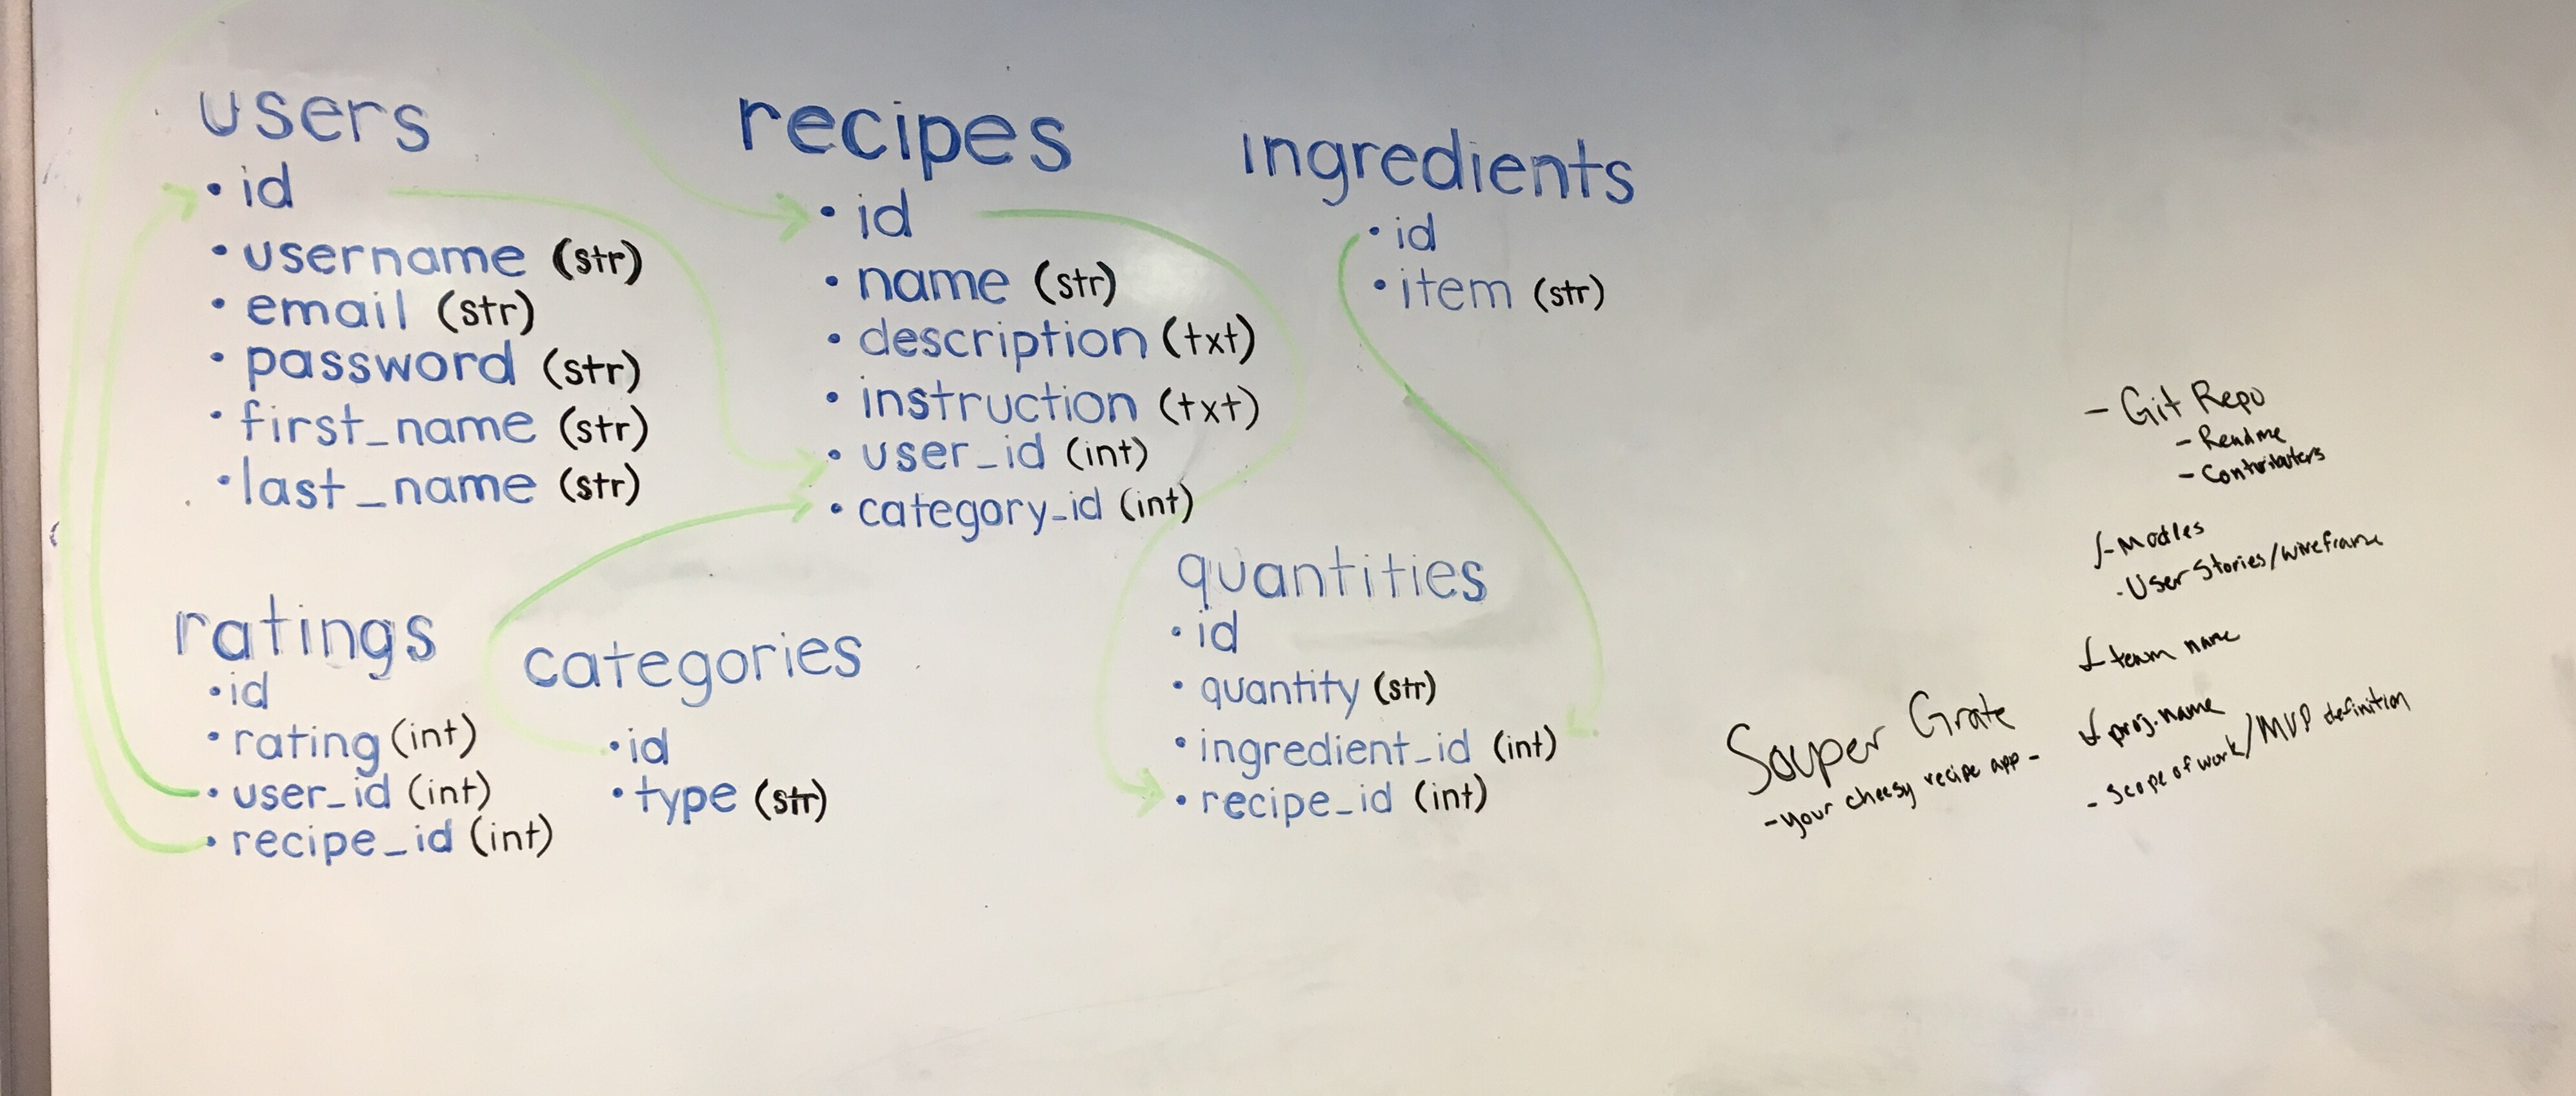 users
• id
• username (str)
• email (str)
• password (str)
• first_name (str)
• last_name (str)
recipes
• id
• name (str)
• description (txt)
• instruction (txt)
• user_id (int)
• category_id (int)
ingredients
• id
• item (str)
ratings
• id
• rating (int)
• user_id (int)
• recipe_id (int)
categories
• id
• type (str)
quantities
• id
• quantity (str)
• ingredient_id (int)
• recipe_id (int)
Souper Grate
- your cheesy recipe app -
- Git Repo
- Readme
- Contributers
- Modles
- User Stories/wireframe
team name
proj. name
- Scope of work/MVP definition